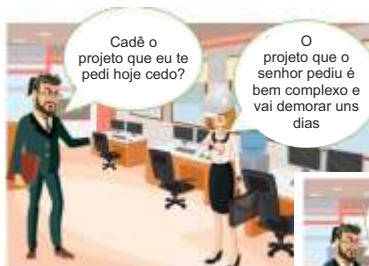 Cadê o
projeto que eu te
pedi hoje cedo?
O
projeto que o
senhor pediu é
bem complexo e
vai demorar uns
dias